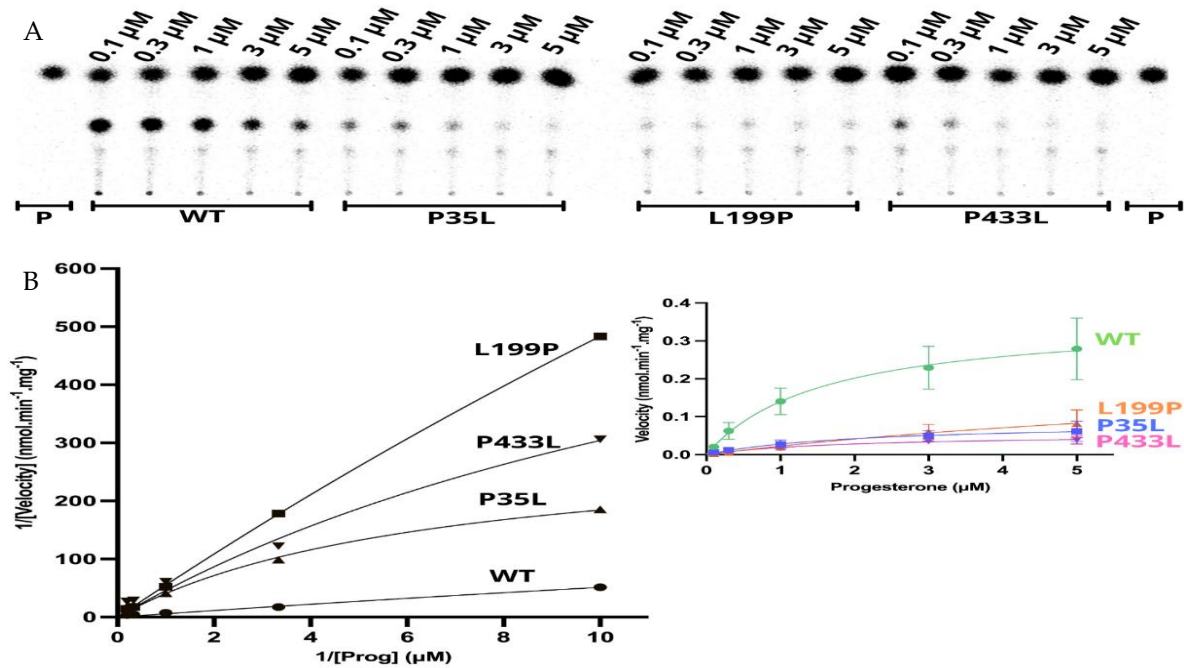 A
0.1 µM 0.3 µM 1 µM 3 µM 5 µM 0.1 µM 0.3 µM 1 µM 3 µM 5 µM 0.1 µM 0.3 µM 1 µM 3 µM 5 µM 0.1 µM 0.3 µM 1 µM 3 µM 5 µM
P WT P35L L199P P433L P
B
1/[Velocity] (nmol.min⁻¹.mg⁻¹)
600
500
400
300
200
100
0
L199P
P433L
P35L
WT
0 2 4 6 8 10
1/[Prog] (µM)
Velocity (nmol.min⁻¹.mg⁻¹)
0.4
0.3
0.2
0.1
0.0
WT
L199P
P35L
P433L
0 1 2 3 4 5
Progesterone (µM)